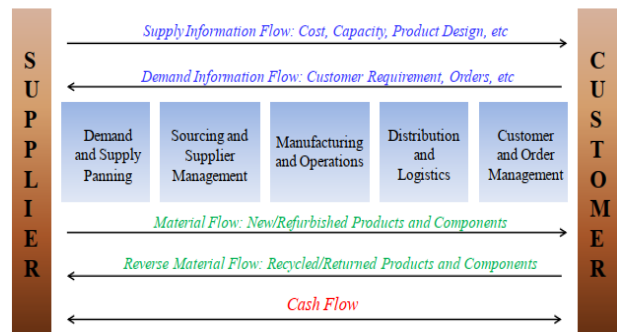 SUPPLIER
Supply Information Flow: Cost, Capacity, Product Design, etc
Demand Information Flow: Customer Requirement, Orders, etc
Demand
and Supply
Panning
Sourcing and
Supplier
Management
Manufacturing
and Operations
Distribution
and
Logistics
Customer
and Order
Management
Material Flow: New/Refurbished Products and Components
Reverse Material Flow: Recycled/Returned Products and Components
Cash Flow
CUSTOMER